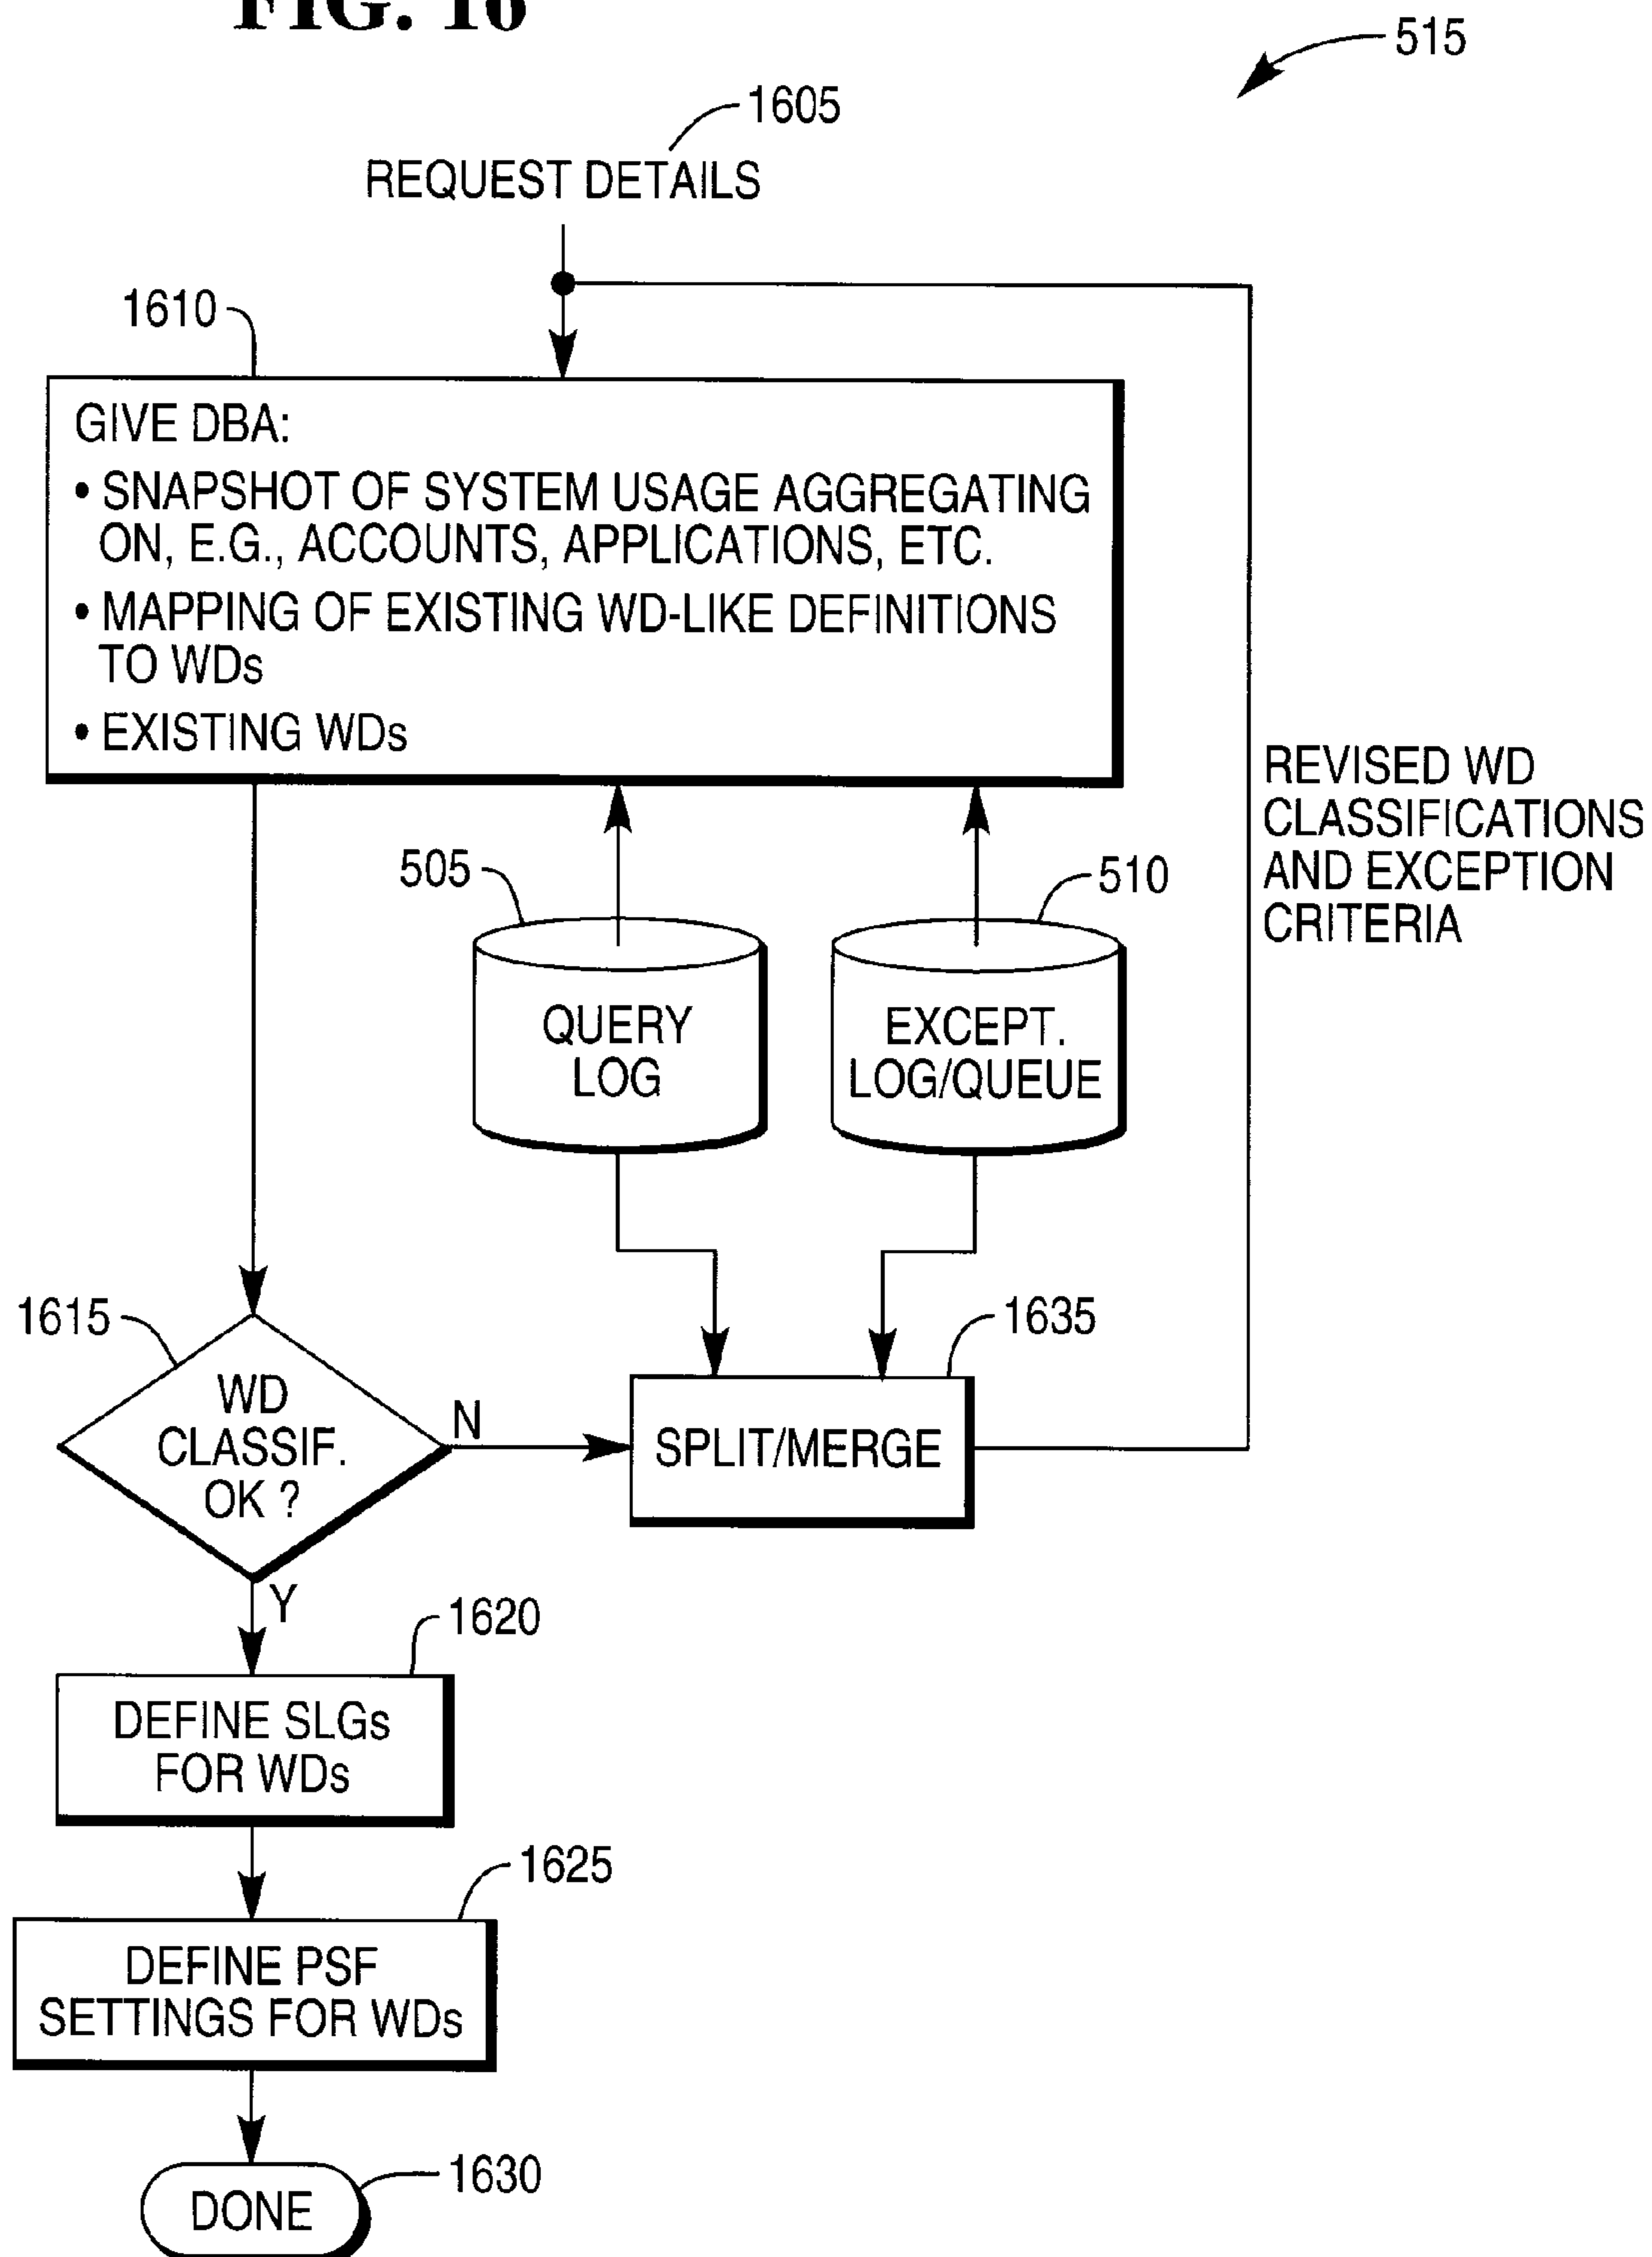 FIG. 16
515
1605
REQUEST DETAILS
1610
GIVE DBA:
• SNAPSHOT OF SYSTEM USAGE AGGREGATING
ON, E.G., ACCOUNTS, APPLICATIONS, ETC.
• MAPPING OF EXISTING WD-LIKE DEFINITIONS
TO WDs
• EXISTING WDs
REVISED WD
CLASSIFICATIONS
AND EXCEPTION
CRITERIA
505
510
QUERY
LOG
EXCEPT.
LOG/QUEUE
1615
1635
WD
CLASSIF.
OK ?
N
SPLIT/MERGE
Y
1620
DEFINE SLGs
FOR WDs
1625
DEFINE PSF
SETTINGS FOR WDs
1630
DONE